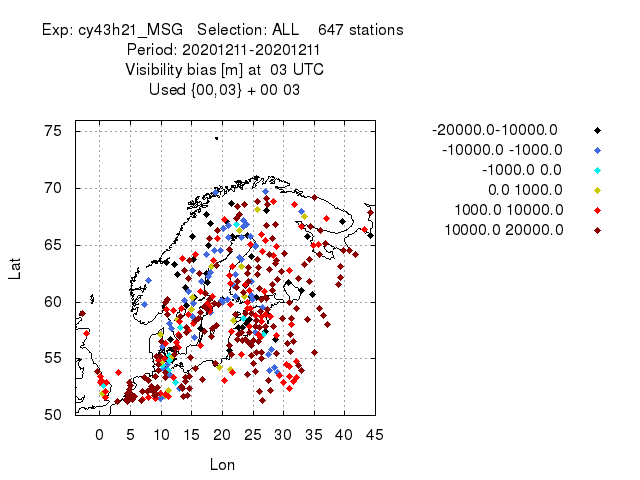 Exp: cy43h21_MSG   Selection: ALL    647 stations
Period: 20201211-20201211
Visibility bias [m] at  03 UTC
Used {00,03} + 00 03
-20000.0-10000.0
-10000.0 -1000.0
-1000.0 0.0
0.0 1000.0
1000.0 10000.0
10000.0 20000.0
75
70
65
60
55
50
Lat
0 5 10 15 20 25 30 35 40 45
Lon